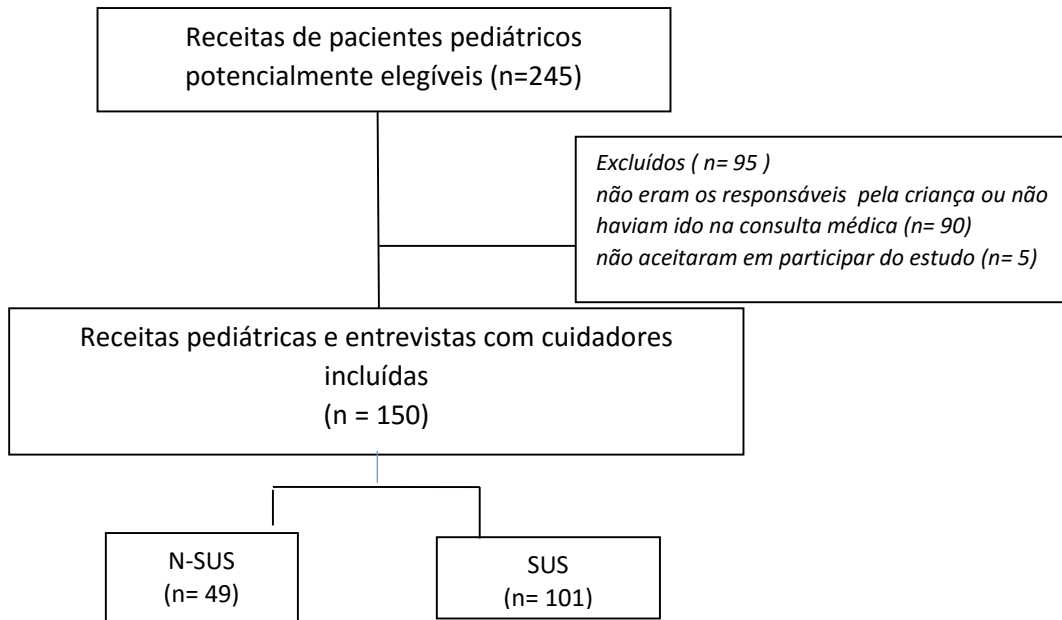 Receitas de pacientes pediátricos
potencialmente elegíveis (n=245)
Excluídos ( n= 95 )
não eram os responsáveis pela criança ou não
haviam ido na consulta médica (n= 90)
não aceitaram em participar do estudo (n= 5)
Receitas pediátricas e entrevistas com cuidadores
incluídas
(n = 150)
N-SUS
(n= 49)
SUS
(n= 101)